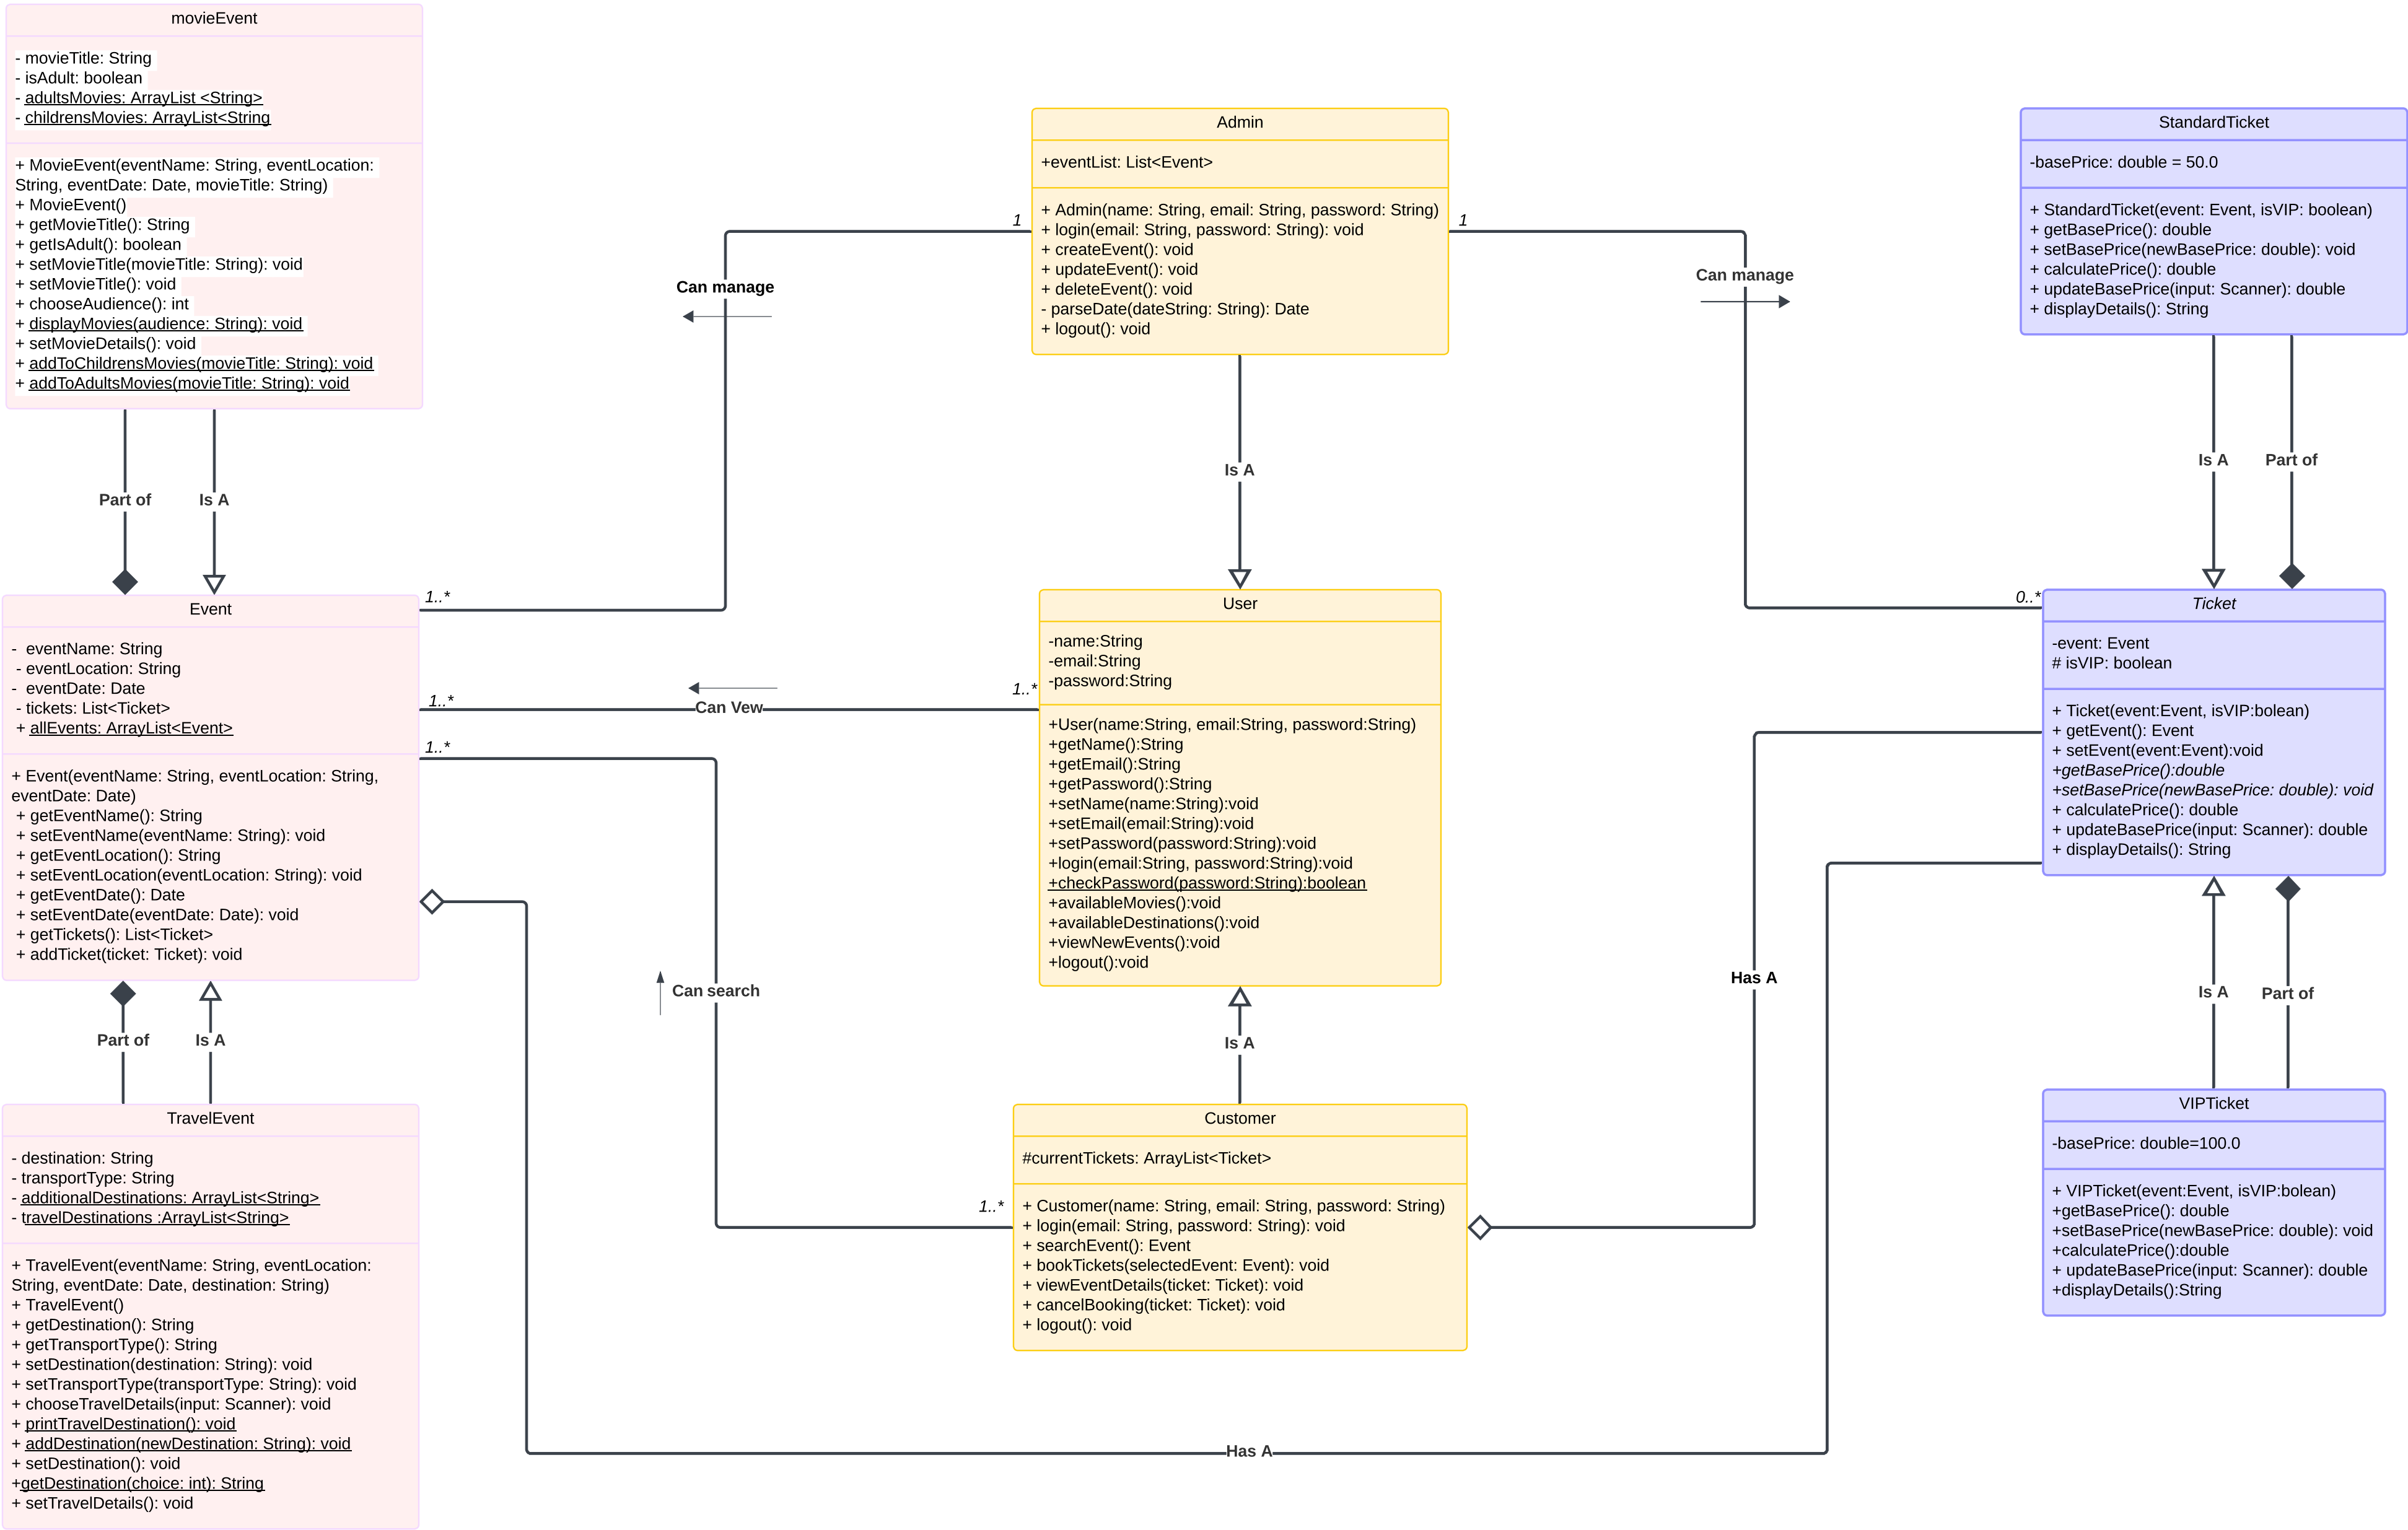 movieEvent
- movieTitle: String
- isAdult: boolean
- adultsMovies: ArrayList <String>
- childrensMovies: ArrayList<String
+ MovieEvent(eventName: String, eventLocation:
String, eventDate: Date, movieTitle: String)
+ MovieEvent()
+ getMovieTitle(): String
+ getIsAdult(): boolean
+ setMovieTitle(movieTitle: String): void
+ setMovieTitle(): void
+ chooseAudience(): int
+ displayMovies(audience: String): void
+ setMovieDetails(): void
+ addToChildrensMovies(movieTitle: String): void
+ addToAdultsMovies(movieTitle: String): void
Part of
Is A
Event
- eventName: String
- eventLocation: String
- eventDate: Date
- tickets: List<Ticket>
+ allEvents: ArrayList<Event>
+ Event(eventName: String, eventLocation: String,
eventDate: Date)
+ getEventName(): String
+ setEventName(eventName: String): void
+ getEventLocation(): String
+ setEventLocation(eventLocation: String): void
+ getEventDate(): Date
+ setEventDate(eventDate: Date): void
+ getTickets(): List<Ticket>
+ addTicket(ticket: Ticket): void
Part of
Is A
TravelEvent
- destination: String
- transportType: String
- additionalDestinations: ArrayList<String>
- travelDestinations :ArrayList<String>
+ TravelEvent(eventName: String, eventLocation:
String, eventDate: Date, destination: String)
+ TravelEvent()
+ getDestination(): String
+ getTransportType(): String
+ setDestination(destination: String): void
+ setTransportType(transportType: String): void
+ chooseTravelDetails(input: Scanner): void
+ printTravelDestination(): void
+ addDestination(newDestination: String): void
+ setDestination(): void
+getDestination(choice: int): String
+ setTravelDetails(): void
1
Can manage
1..*
1..*
Can Vew
1..*
1..*
Can search
1..*
Admin
+eventList: List<Event>
+ Admin(name: String, email: String, password: String)
+ login(email: String, password: String): void
+ createEvent(): void
+ updateEvent(): void
+ deleteEvent(): void
- parseDate(dateString: String): Date
+ logout(): void
Is A
User
-name:String
-email:String
-password:String
+User(name:String, email:String, password:String)
+getName():String
+getEmail():String
+getPassword():String
+setName(name:String):void
+setEmail(email:String):void
+setPassword(password:String):void
+login(email:String, password:String):void
+checkPassword(password:String):boolean
+availableMovies():void
+availableDestinations():void
+viewNewEvents():void
+logout():void
Is A
Customer
#currentTickets: ArrayList<Ticket>
+ Customer(name: String, email: String, password: String)
+ login(email: String, password: String): void
+ searchEvent(): Event
+ bookTickets(selectedEvent: Event): void
+ viewEventDetails(ticket: Ticket): void
+ cancelBooking(ticket: Ticket): void
+ logout(): void
Has A
1
Can manage
0..*
Has A
StandardTicket
-basePrice: double = 50.0
+ StandardTicket(event: Event, isVIP: boolean)
+ getBasePrice(): double
+ setBasePrice(newBasePrice: double): void
+ calculatePrice(): double
+ updateBasePrice(input: Scanner): double
+ displayDetails(): String
Is A
Part of
Ticket
-event: Event
# isVIP: boolean
+ Ticket(event:Event, isVIP:bolean)
+ getEvent(): Event
+ setEvent(event:Event):void
+getBasePrice():double
+setBasePrice(newBasePrice: double): void
+ calculatePrice(): double
+ updateBasePrice(input: Scanner): double
+ displayDetails(): String
Is A
Part of
VIPTicket
-basePrice: double=100.0
+ VIPTicket(event:Event, isVIP:bolean)
+getBasePrice(): double
+setBasePrice(newBasePrice: double): void
+calculatePrice():double
+ updateBasePrice(input: Scanner): double
+displayDetails():String